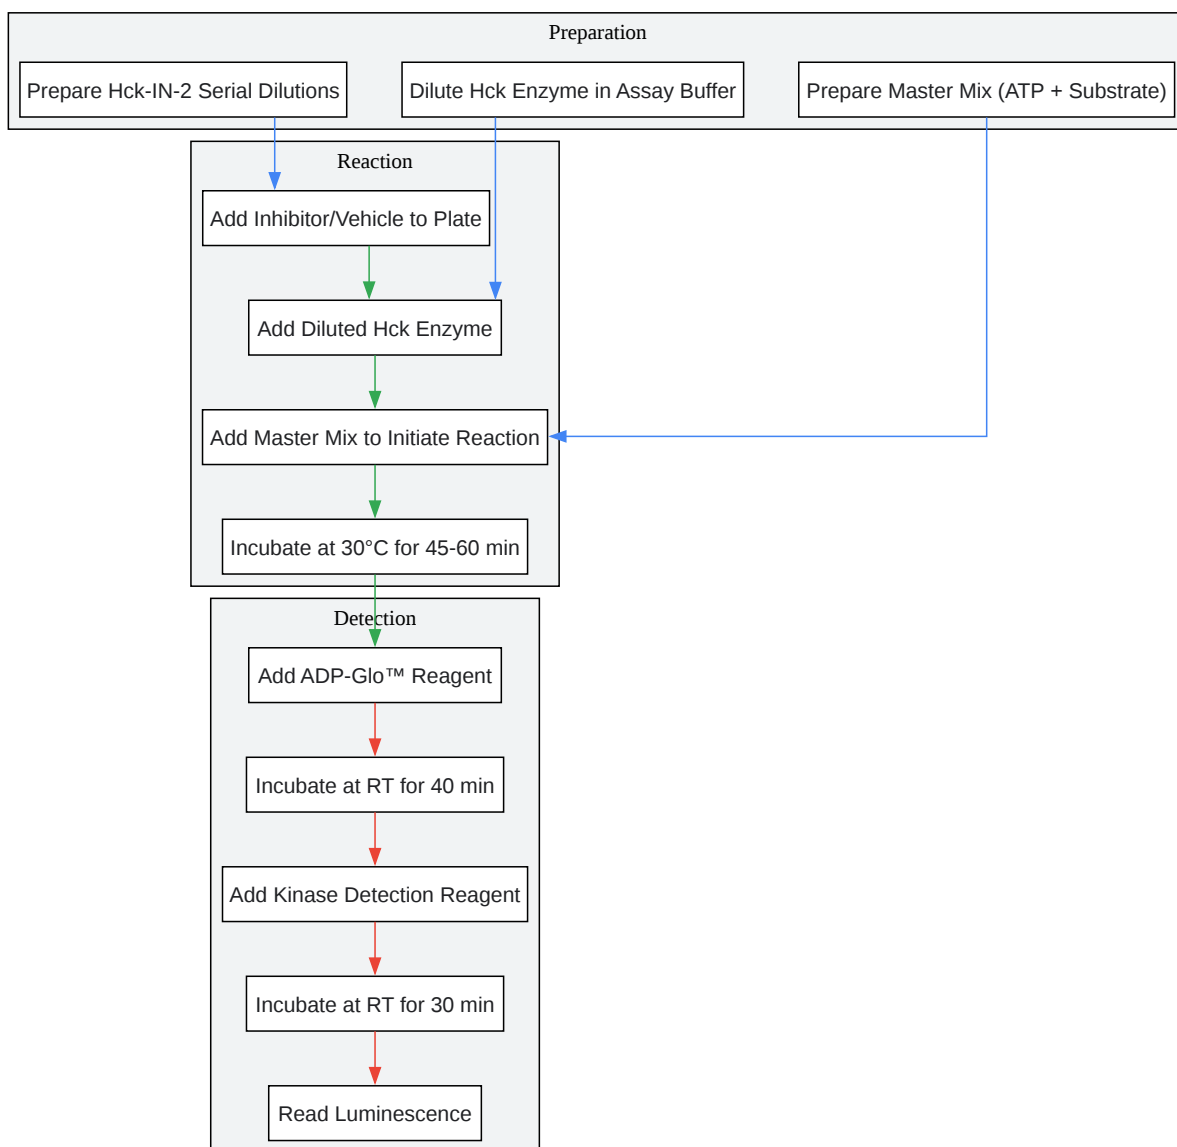 Preparation
Prepare Hck-IN-2 Serial Dilutions
Dilute Hck Enzyme in Assay Buffer
Prepare Master Mix (ATP + Substrate)
Reaction
Add Inhibitor/Vehicle to Plate
Add Diluted Hck Enzyme
Add Master Mix to Initiate Reaction
Incubate at 30°C for 45-60 min
Detection
Add ADP-Glo™ Reagent
Incubate at RT for 40 min
Add Kinase Detection Reagent
Incubate at RT for 30 min
Read Luminescence